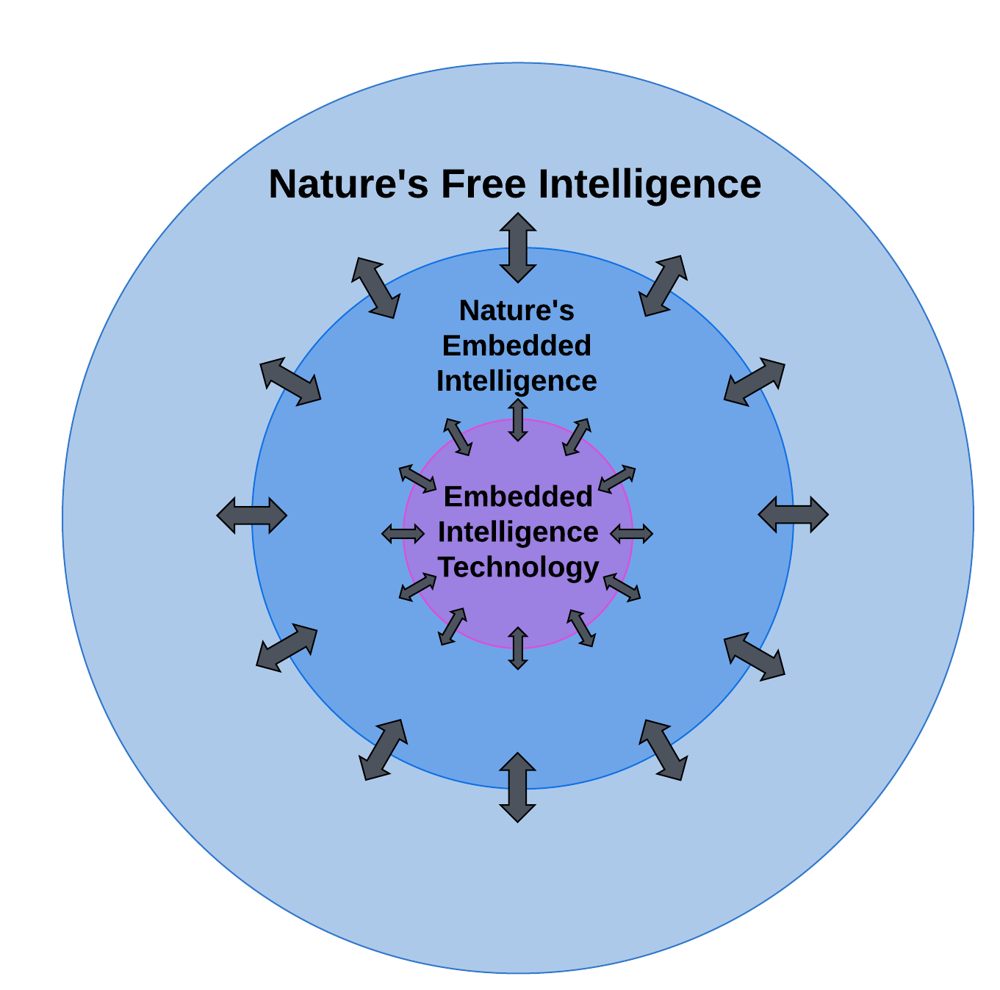 Nature's Free Intelligence
Nature's
Embedded
Intelligence
Embedded
Intelligence
Technology